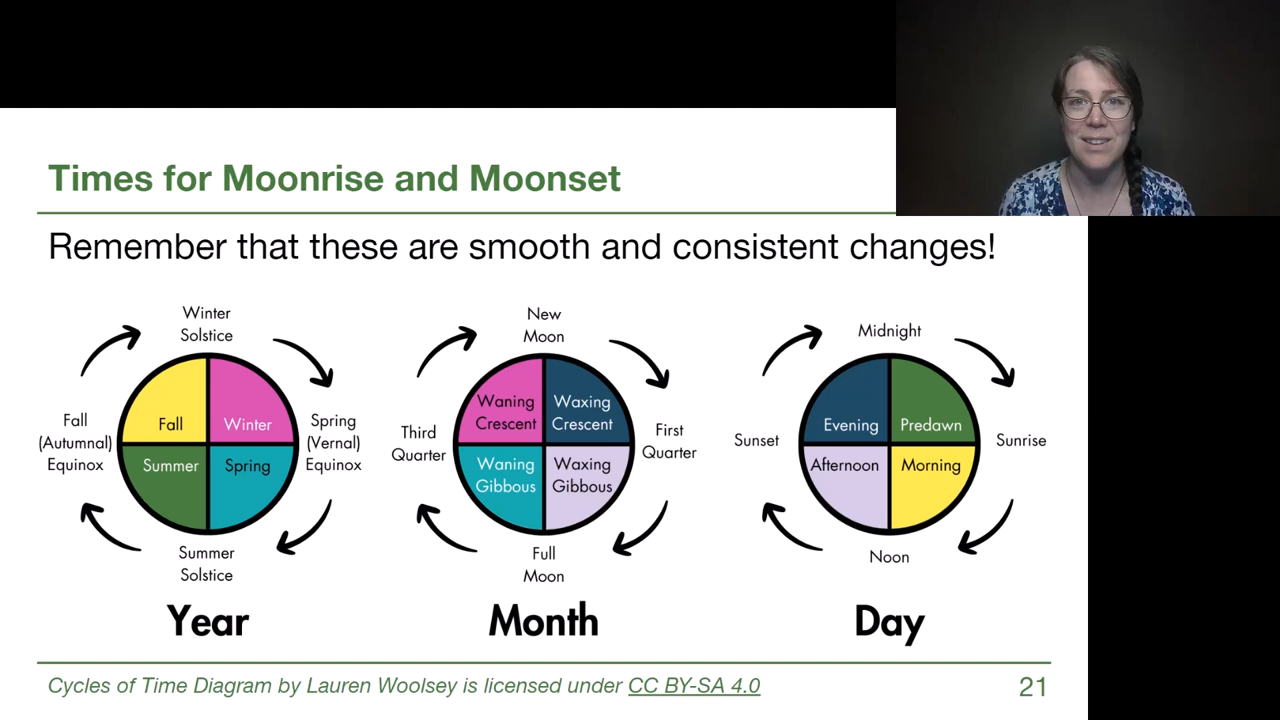 Times for Moonrise and Moonset
Remember that these are smooth and consistent changes!
Winter
Solstice
Fall
(Autumnal)
Equinox
Fall
Winter
Summer
Spring
Spring
(Vernal)
Equinox
Summer
Solstice
Year
New
Moon
Third
Quarter
Waning
Crescent
Waxing
Crescent
Waning
Gibbous
Waxing
Gibbous
First
Quarter
Full
Moon
Month
Midnight
Sunset
Evening
Predawn
Afternoon
Morning
Sunrise
Noon
Day
Cycles of Time Diagram by Lauren Woolsey is licensed under CC BY-SA 4.0
21